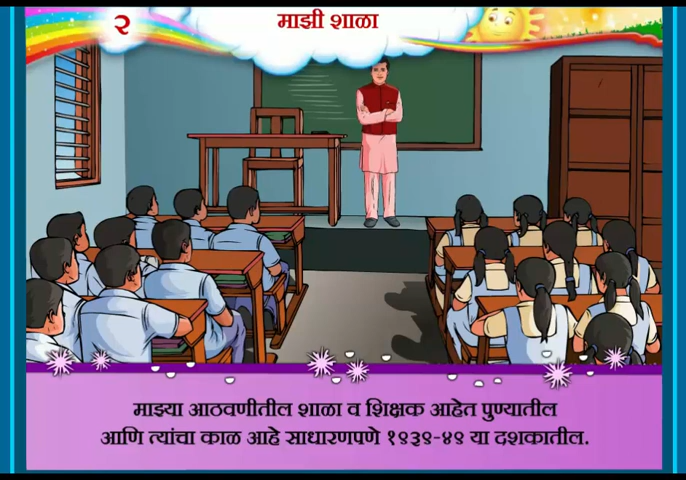 २
माझी शाळा
माझ्या आठवणीतील शाळा व शिक्षक आहेत पुण्यातील
आणि त्यांचा काळ आहे साधारणपणे १९३९-४९ या दशकातील.